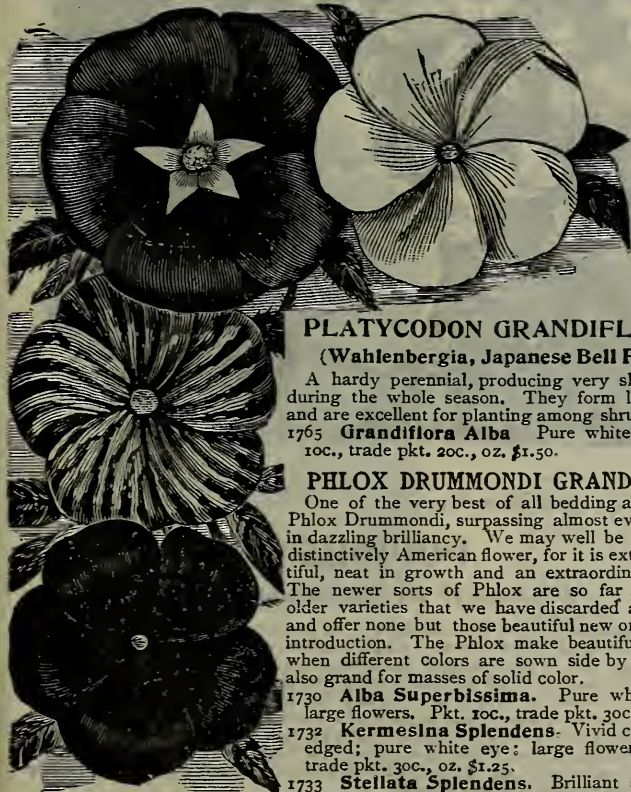 PLATYCODON GRANDIFL
(Wahlenbergia, Japanese Bell F
A hardy perennial, producing very sl
during the whole season. They form l
and are excellent for planting among shr
1765 Grandiflora Alba Pure white
10c., trade pkt. 20c., oz. $1.50.
PHLOX DRUMMONDI GRAND
One of the very best of all bedding a
Phlox Drummondi, surpassing almost ev
in dazzling brilliancy. We may well be
distinctively American flower, for it is ext
tiful, neat in growth and an extraordin
The newer sorts of Phlox are so far
older varieties that we have discarded a
and offer none but those beautiful new or
introduction. The Phlox make beautifu
when different colors are sown side by
also grand for masses of solid color.
1730 Alba Superbissima. Pure wh
large flowers. Pkt. 10c., trade pkt. 30c
1732 Kermesina Splendens. Vivid c
edged; pure white eye; large flower
trade pkt. 30c., oz. $1.25.
1733 Stellata Splendens. Brilliant